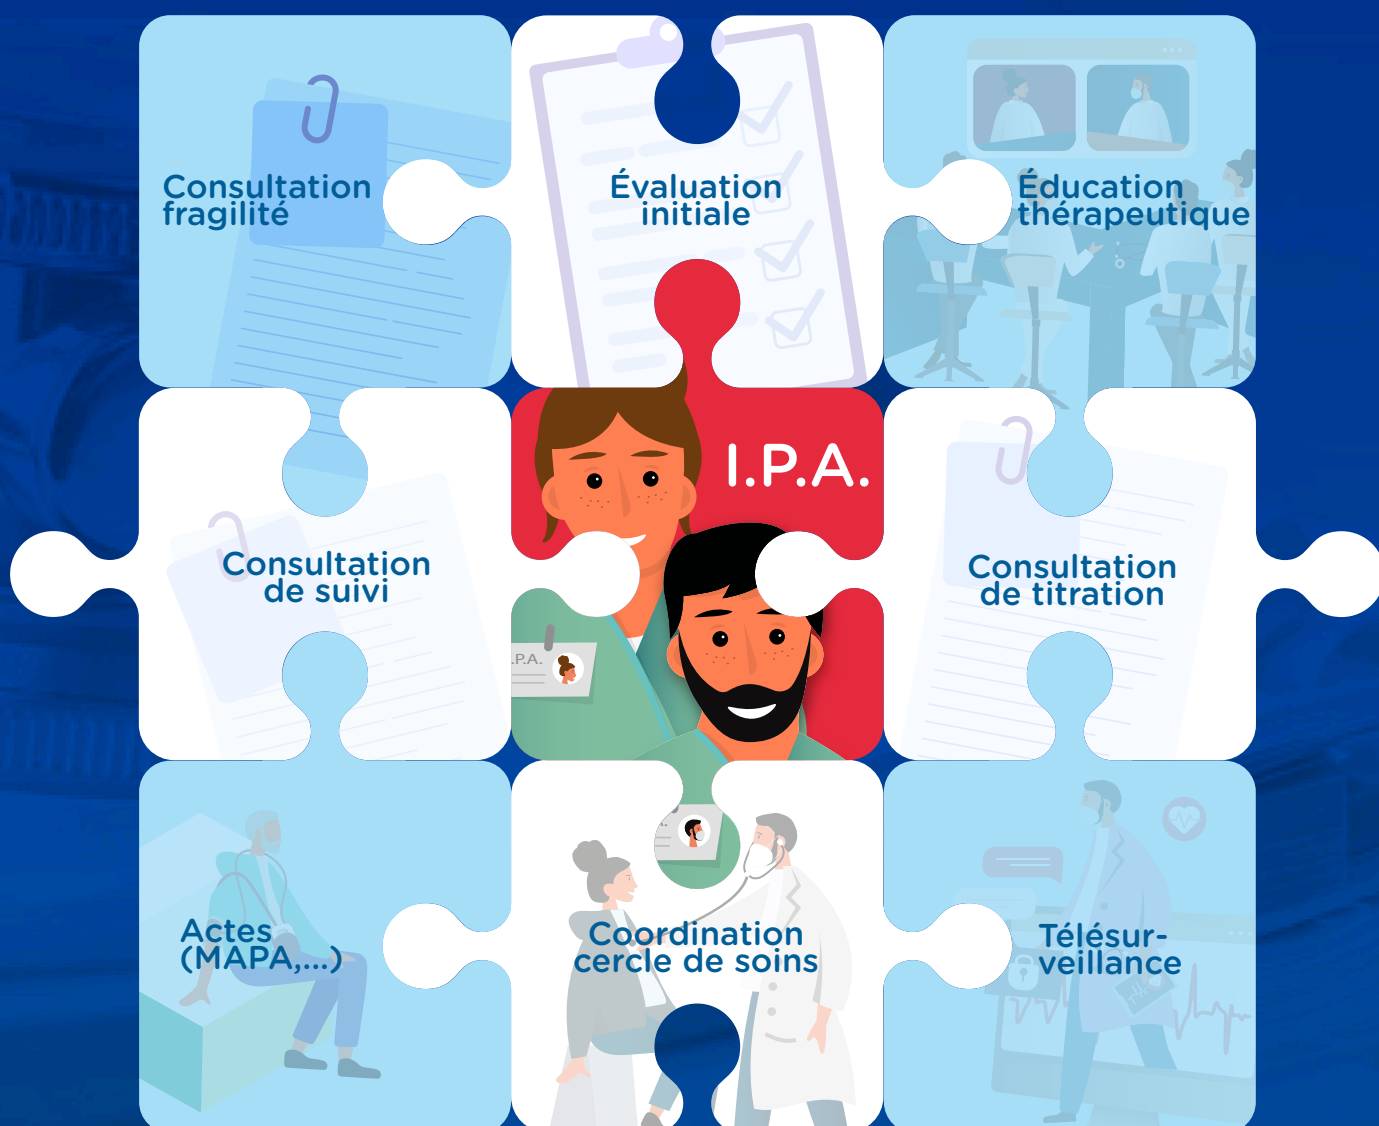 Consultation
fragilité
Évaluation
initiale
Éducation
thérapeutique
I.P.A.
Consultation
de suivi
Consultation
de titration
.P.A.
Actes
(MAPA,...)
Coordination
cercle de soins
Télésur-
veillance